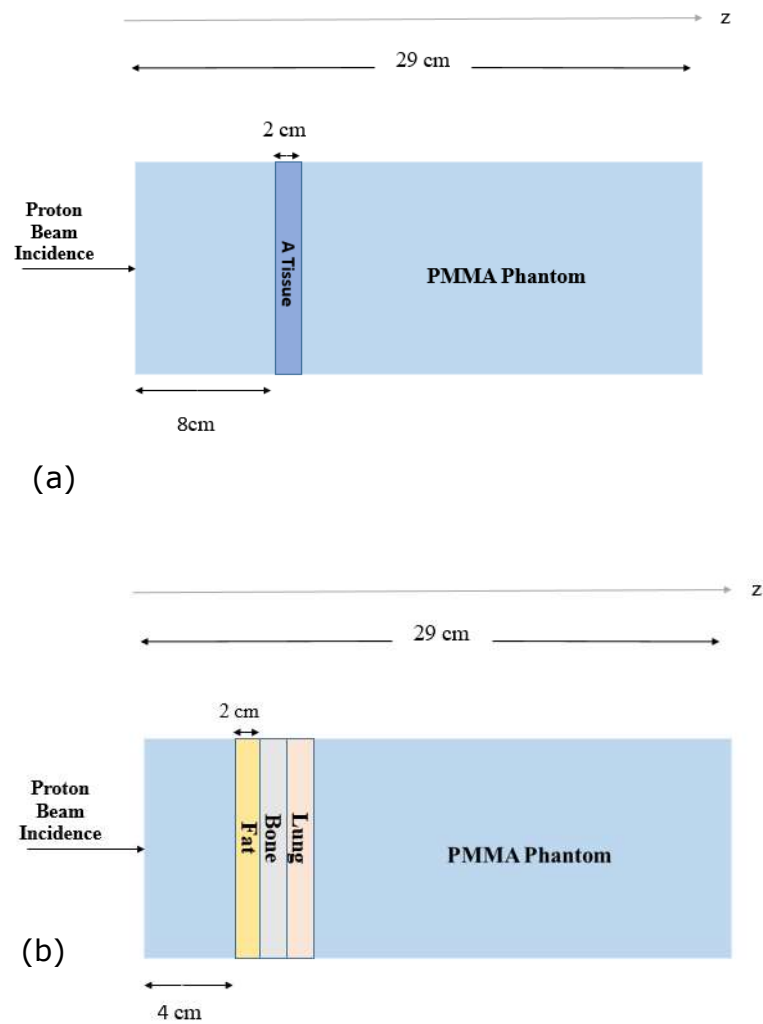 z
29 cm
2 cm
Proton
Beam
Incidence
A Tissue
PMMA Phantom
8cm
(a)
z
29 cm
2 cm
Proton
Beam
Incidence
Fat
Bone
Lung
PMMA Phantom
(b)
4 cm